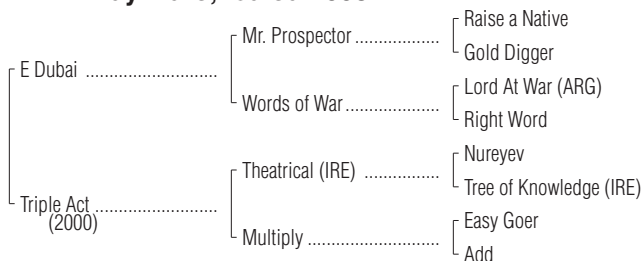 Raise a Native
Mr. Prospector ...................
Gold Digger
E Dubai ..............................
Lord At War (ARG)
Words of War.....................
Right Word
Nureyev
Theatrical (IRE) .................
Tree of Knowledge (IRE)
Triple Act ............................
(2000)
Easy Goer
Multiply ..............................
Add